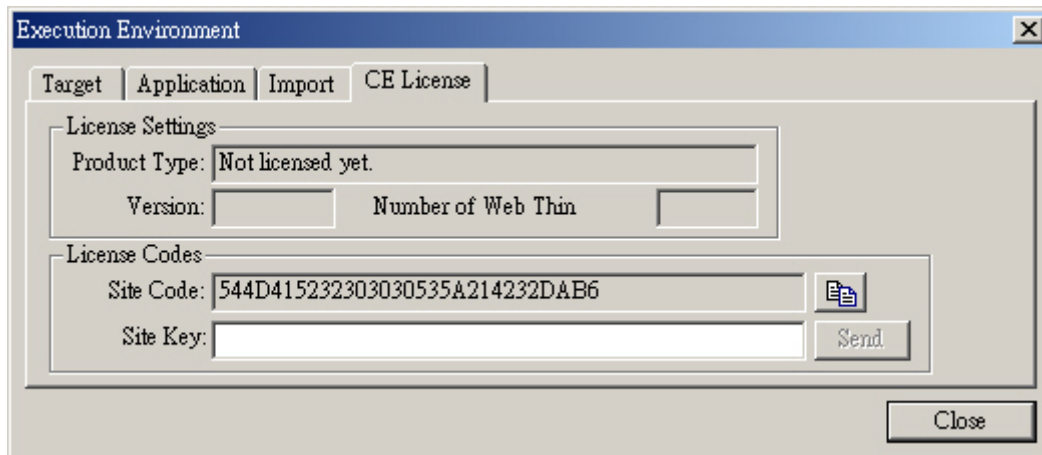 Execution Environment
Target Application Import CE License
License Settings
Product Type: Not licensed yet.
Version: Number of Web Thin
License Codes
Site Code: 544D415232303030535A214232DAB6
Site Key: Send
Close